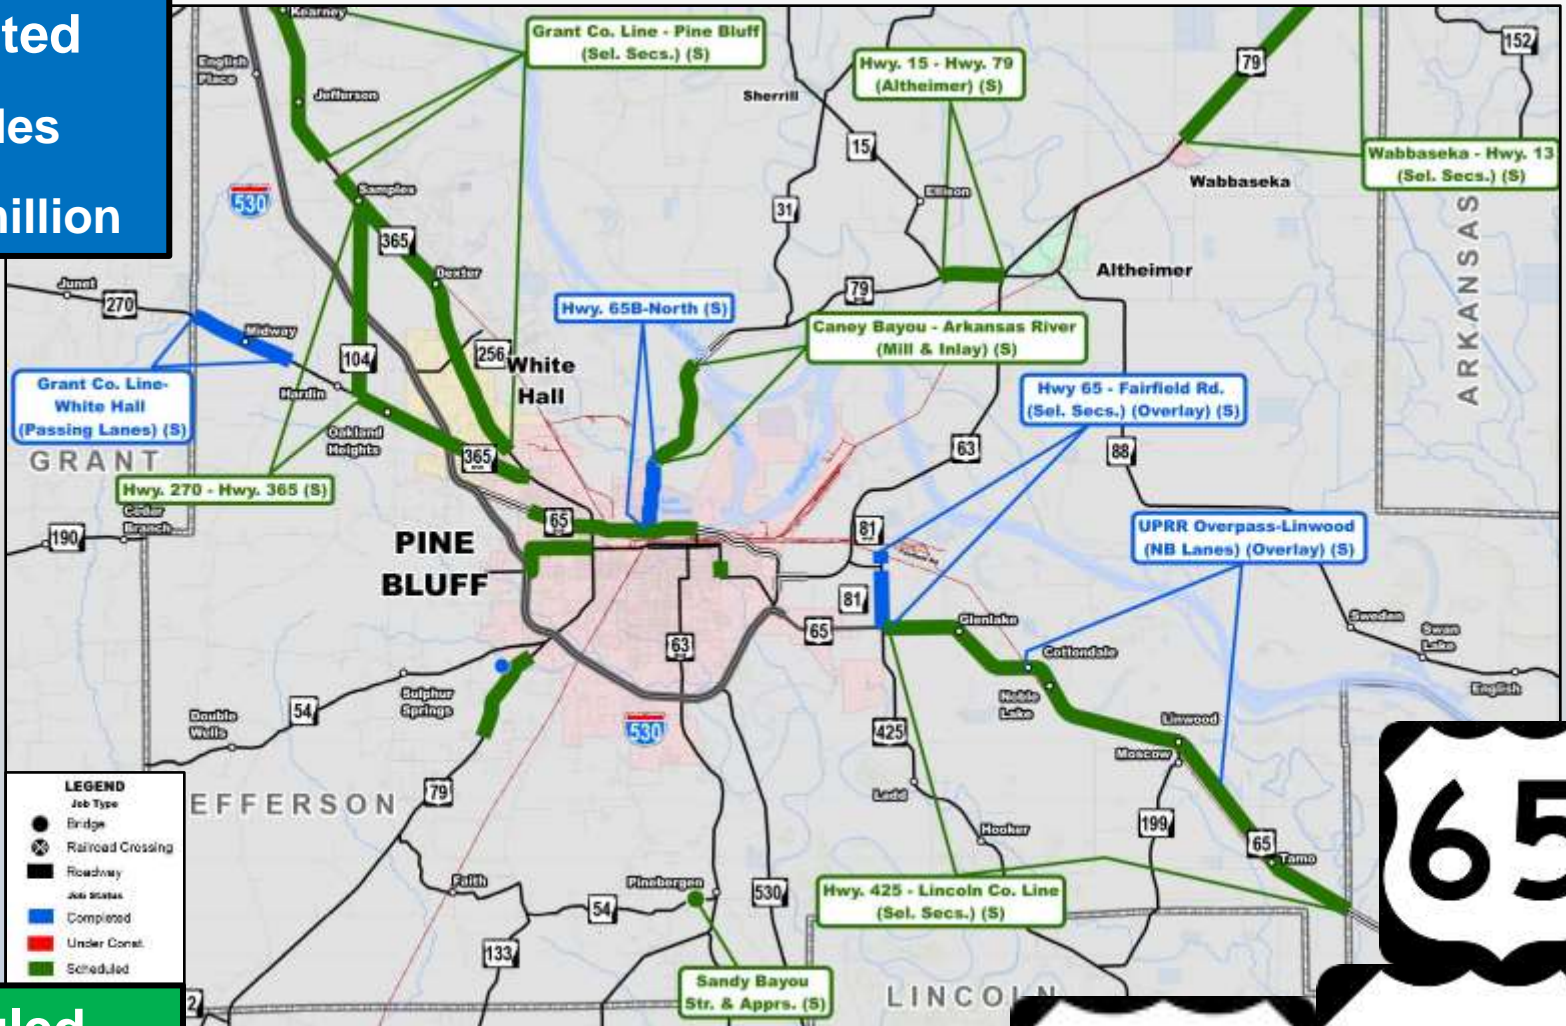 ted
les
illion
Kearney
English
Place
Jefferson
Grant Co. Line - Pine Bluff
(Sel. Secs.) (S)
Hwy. 15 - Hwy. 79
(Altheimer) (S)
Sherrill
79
152
15
Wabbaseka - Hwy. 13
(Sel. Secs.) (S)
Wabbaseka
Samples
530
Ellison
31
365
Dexter
Altheimer
ARKANSAS
Junet
270
79
Hwy. 65B-North (S)
Caney Bayou - Arkansas River
(Mill & Inlay) (S)
Midway
104
256
White
Hall
Grant Co. Line-
White Hall
(Passing Lanes) (S)
Hardin
Hwy 65 - Fairfield Rd.
(Sel. Secs.) (Overlay) (S)
Oakland
Heights
GRANT
365
63
88
Hwy. 270 - Hwy. 365 (S)
Cedar
Branch
190
65
PINE
BLUFF
81
UPRR Overpass-Linwood
(NB Lanes) (Overlay) (S)
Fairfield Rd.
81
65
63
Glenlake
Sweden
Swan
Lake
Cottondale
English
Sulphur
Springs
Noble
Lake
54
Double
Wells
530
425
Linwood
Moscow
79
Ladd
199
65
Hooker
Tamo
65
LEGEND
Job Type
Bridge
Railroad Crossing
Roadway
Job Status
Completed
Under Const.
Scheduled
EFFERSON
Faith
Pinebergen
54
530
Hwy. 425 - Lincoln Co. Line
(Sel. Secs.) (S)
133
Sandy Bayou
Str. & Apprs. (S)
LINCOLN
2
uled